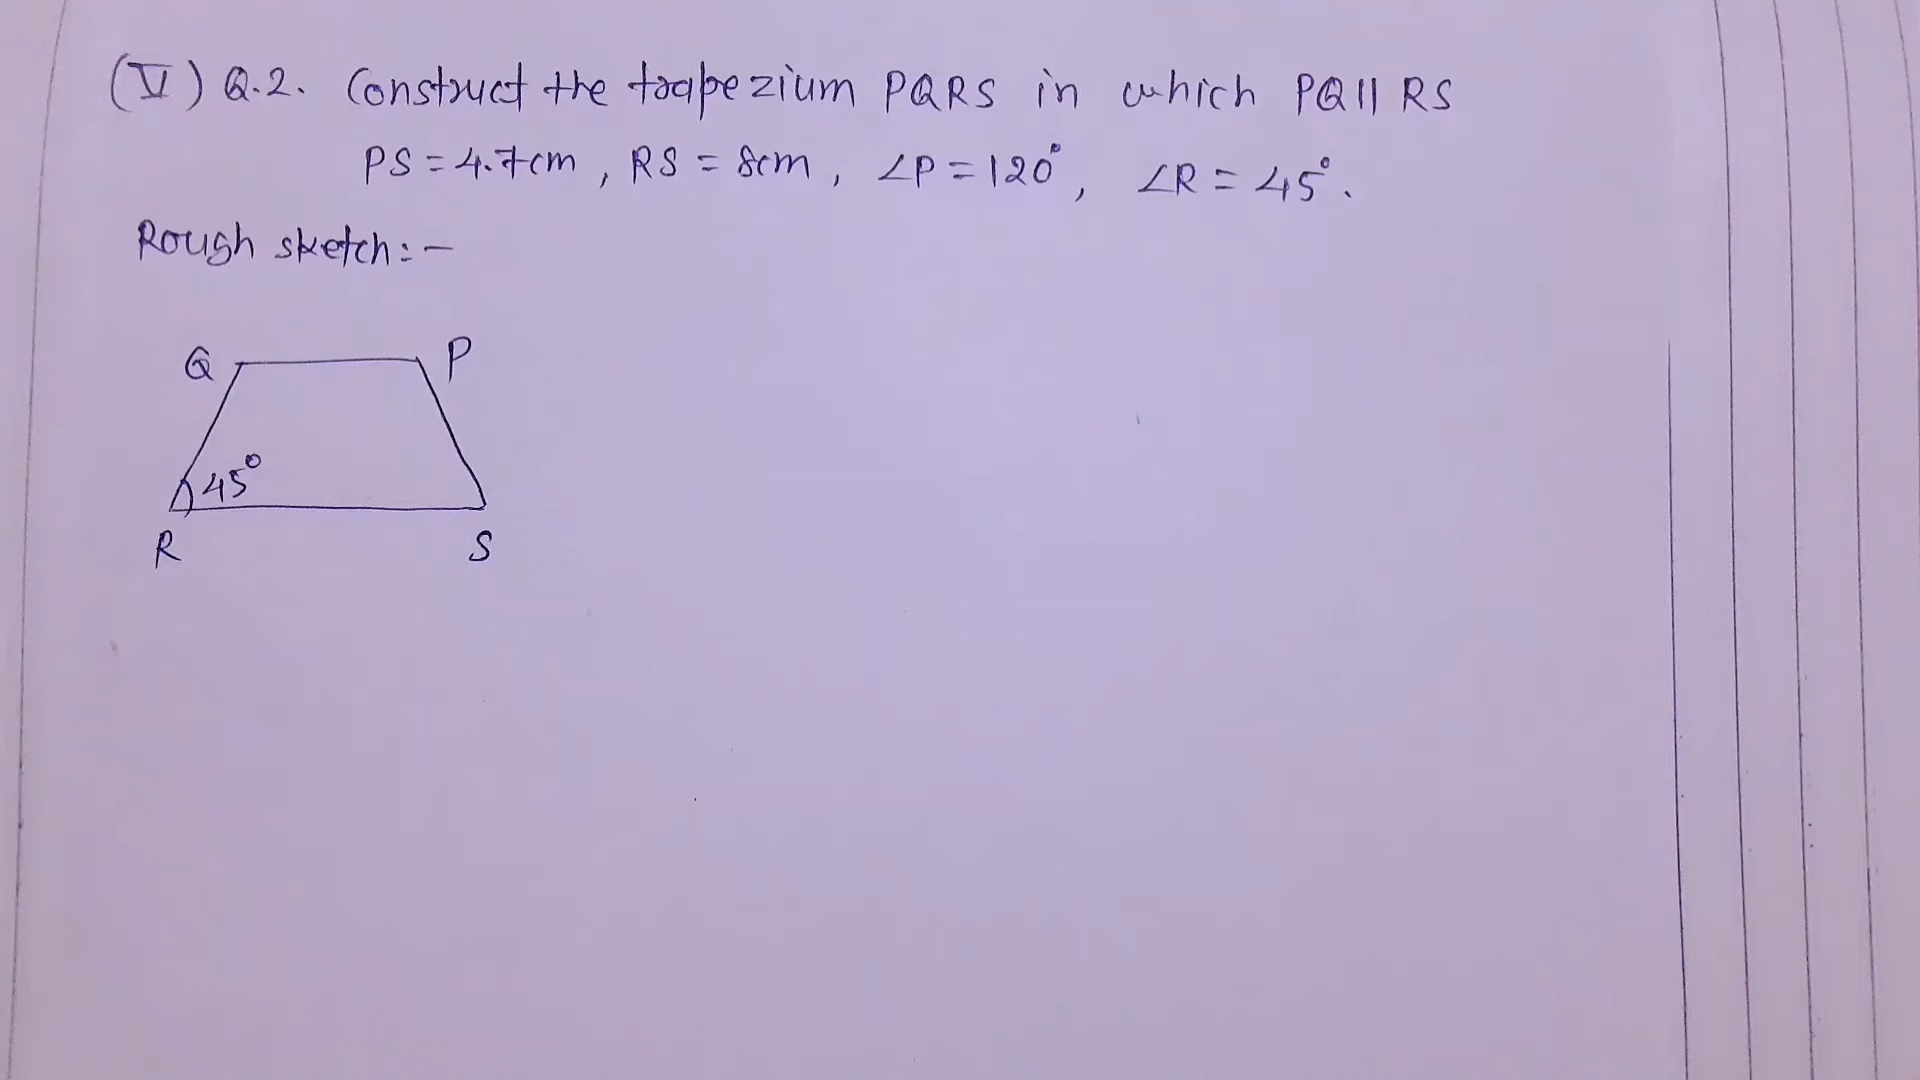 (V) Q.2. Construct the trapezium PQRS in which PQ || RS
PS = 4.7cm, RS = 8cm, ∠P = 120°, ∠R = 45°.
Rough sketch:-
Q P
45°
R S